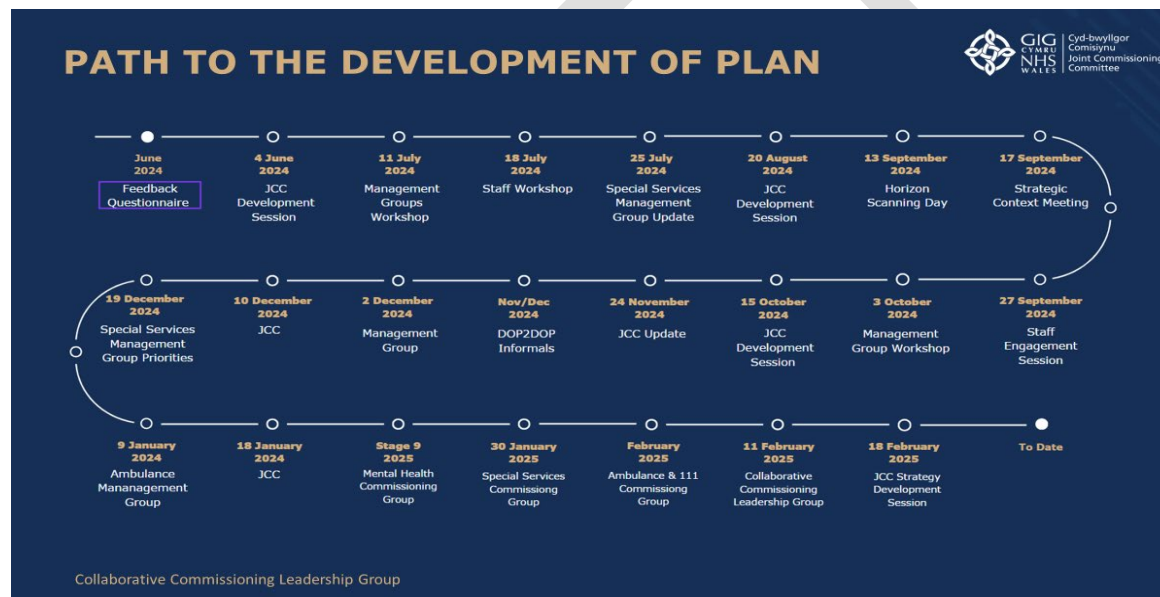 PATH TO THE DEVELOPMENT OF PLAN
GIG
CYMRU
NHS
WALES
Cyd-bwyllgor
Comisiynu
Joint Commissioning
Committee
June
2024
Feedback
Questionnaire
4 June
2024
JCC
Development
Session
11 July
2024
Management
Groups
Workshop
18 July
2024
Staff Workshop
25 July
2024
Special Services
Management
Group Update
20 August
2024
JCC
Development
Session
13 September
2024
Horizon
Scanning Day
17 September
2024
Strategic
Context Meeting
27 September
2024
Staff
Engagement
Session
3 October
2024
Management
Group Workshop
15 October
2024
JCC
Development
Session
24 November
2024
JCC Update
Nov/Dec
2024
DOP2DOP
Informals
2 December
2024
Management
Group
10 December
2024
JCC
19 December
2024
Special Services
Management
Group Priorities
9 January
2024
Ambulance
Mananagement
Group
18 January
2024
JCC
Stage 9
2025
Mental Health
Commissioning
Group
30 January
2025
Special Services
Commissiong
Group
February
2025
Ambulance & 111
Commissiong
Group
11 February
2025
Collaborative
Commissioning
Leadership Group
18 February
2025
JCC Strategy
Development
Session
To Date
Collaborative Commissioning Leadership Group